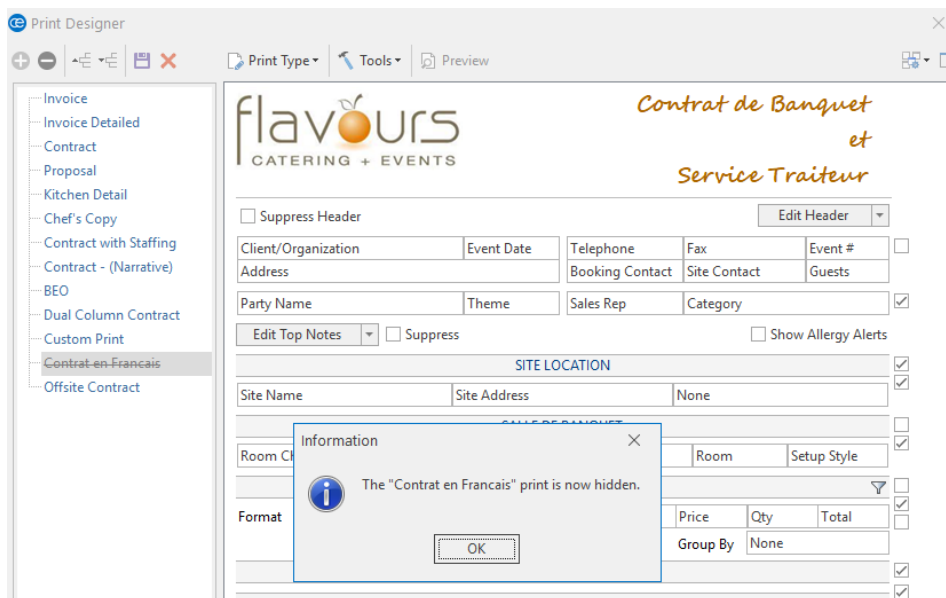 Print Designer
Print Type Tools Preview
Invoice
Invoice Detailed
Contract
Proposal
Kitchen Detail
Chef's Copy
Contract with Staffing
Contract - (Narrative)
BEO
Dual Column Contract
Custom Print
Contrat en Francais
Offsite Contract
flavours
CATERING + EVENTS
Contrat de Banquet
et
Service Traiteur
Suppress Header Edit Header
Client/Organization Event Date Telephone Fax Event #
Address Booking Contact Site Contact Guests
Party Name Theme Sales Rep Category
Edit Top Notes Suppress Show Allergy Alerts
SITE LOCATION
Site Name Site Address None
SALLE DE BANQUET
Room Room Setup Style
Format Price Qty Total
Group By None
Information
The "Contrat en Francais" print is now hidden.
OK